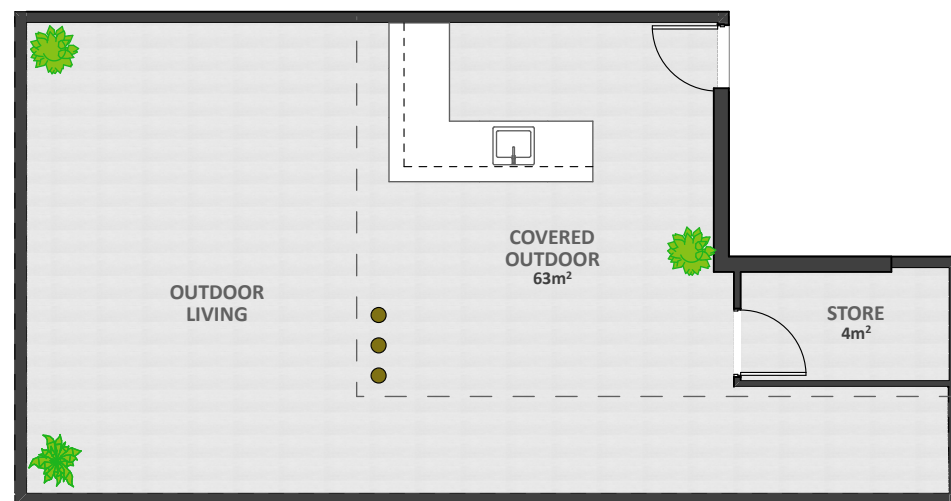 COVERED
OUTDOOR
63m²
OUTDOOR
LIVING
STORE
4m²